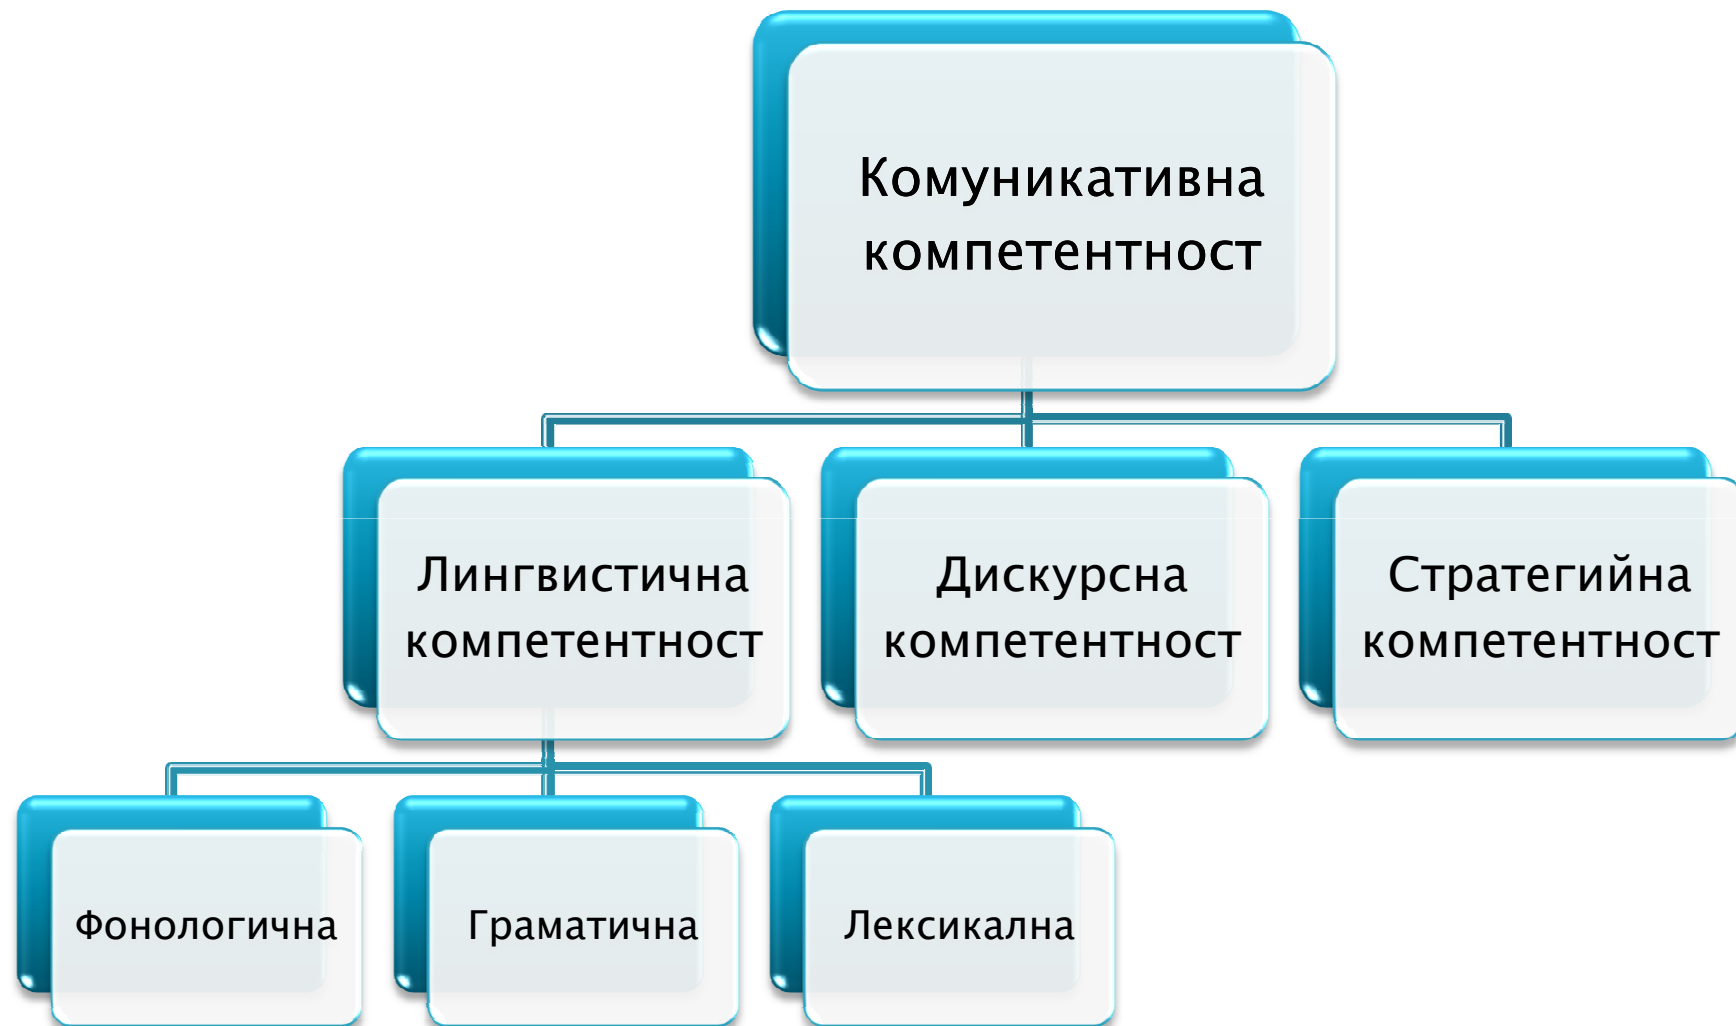 Комуникативна
компетентност
Лингвистична
компетентност
Дискурсна
компетентност
Стратегийна
компетентност
Фонологична
Граматична
Лексикална